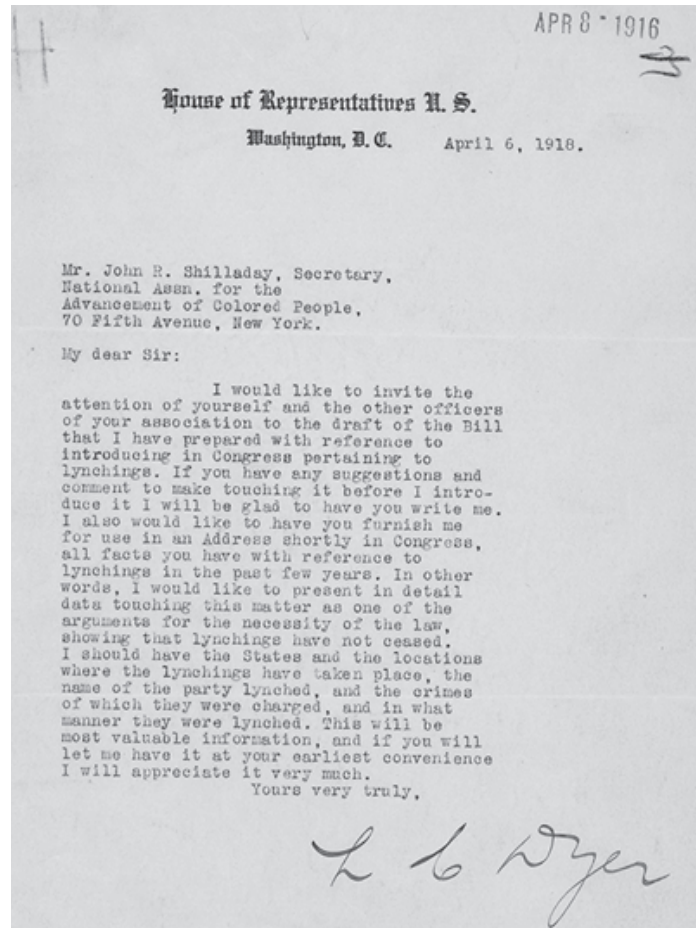 APR 8 - 1916
House of Representatives U. S.
Washington, D. C. April 6, 1918.
Mr. John R. Shilladay, Secretary,
National Assn. for the
Advancement of Colored People,
70 Fifth Avenue, New York.
My dear Sir:
I would like to invite the
attention of yourself and the other officers
of your association to the draft of the Bill
that I have prepared with reference to
introducing in Congress pertaining to
lynchings. If you have any suggestions and
comment to make touching it before I intro-
duce it I will be glad to have you write me.
I also would like to have you furnish me
for use in an Address shortly in Congress,
all facts you have with reference to
lynchings in the past few years. In other
words, I would like to present in detail
data touching this matter as one of the
arguments for the necessity of the law,
showing that lynchings have not ceased.
I should have the States and the locations
where the lynchings have taken place, the
name of the party lynched, and the crimes
of which they were charged, and in what
manner they were lynched. This will be
most valuable information, and if you will
let me have it at your earliest convenience
I will appreciate it very much.
Yours very truly,
L C Dyer